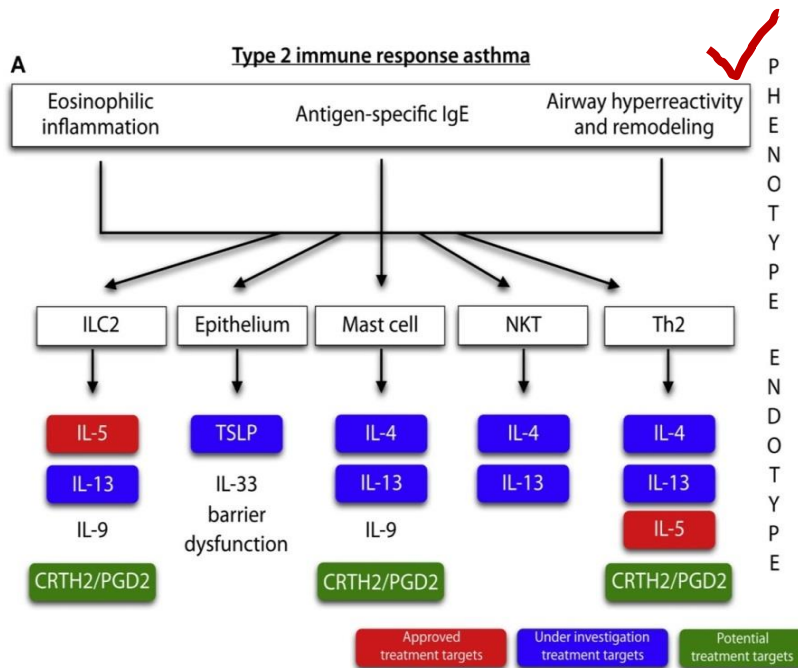 Type 2 immune response asthma
A
Eosinophilic
inflammation
Antigen-specific IgE
Airway hyperreactivity
and remodeling
PHENOTYPE
ILC2
Epithelium
Mast cell
NKT
Th2
ENDOTYPE
IL-5
IL-13
IL-9
CRTH2/PGD2
TSLP
IL-33
barrier
dysfunction
IL-4
IL-13
IL-9
CRTH2/PGD2
IL-4
IL-13
IL-4
IL-13
IL-5
CRTH2/PGD2
Approved
treatment targets
Under investigation
treatment targets
Potential
treatment targets